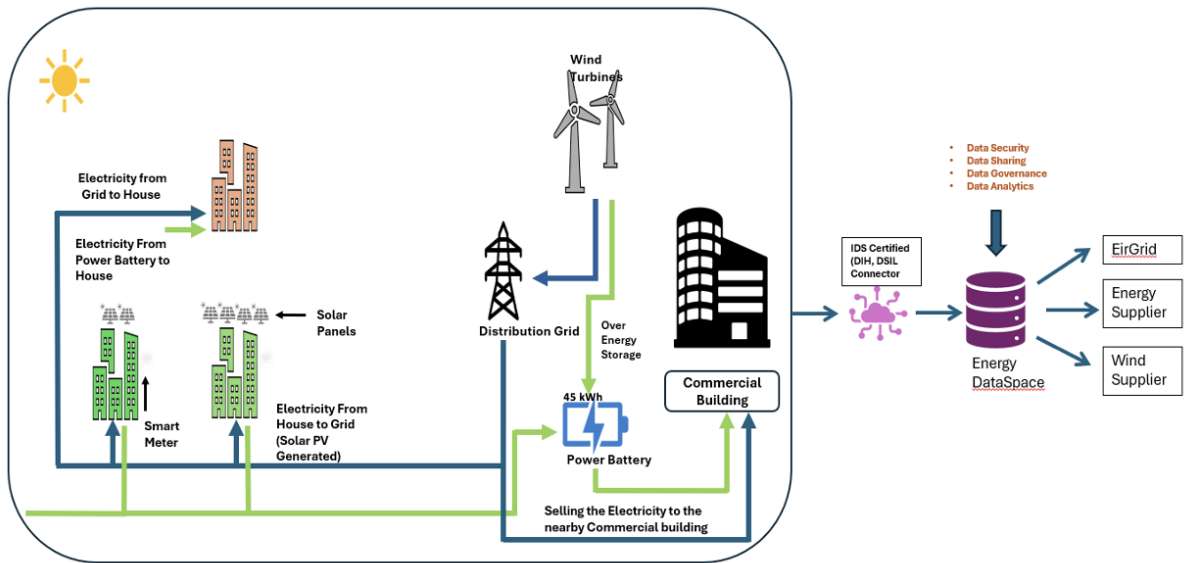 Wind
Turbines
Electricity from
Grid to House
Electricity From
Power Battery to
House
Solar
Panels
Smart
Meter
Electricity From
House to Grid
(Solar PV
Generated)
Distribution Grid
Over
Energy
Storage
45 kWh
Power Battery
Commercial
Building
Selling the Electricity to the
nearby Commercial building
IDS Certified
(DIH, DSIL
Connector
• Data Security
• Data Sharing
• Data Governance
• Data Analytics
Energy
DataSpace
EirGrid
Energy
Supplier
Wind
Supplier